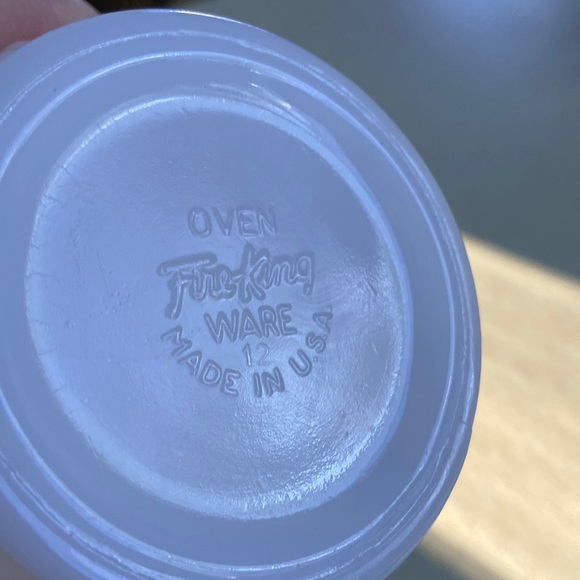 OVEN
Fire-King
WARE
12
MADE IN U.S.A.